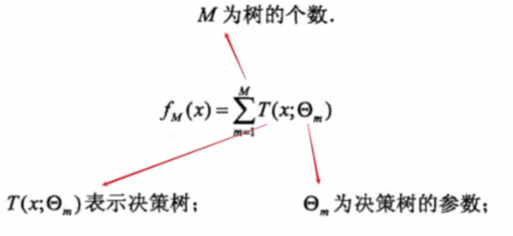 M 为树的个数.
f_M(x) = \sum_{m=1}^{M} T(x;Θ_m)
T(x;Θ_m)表示决策树;
Θ_m 为决策树的参数;